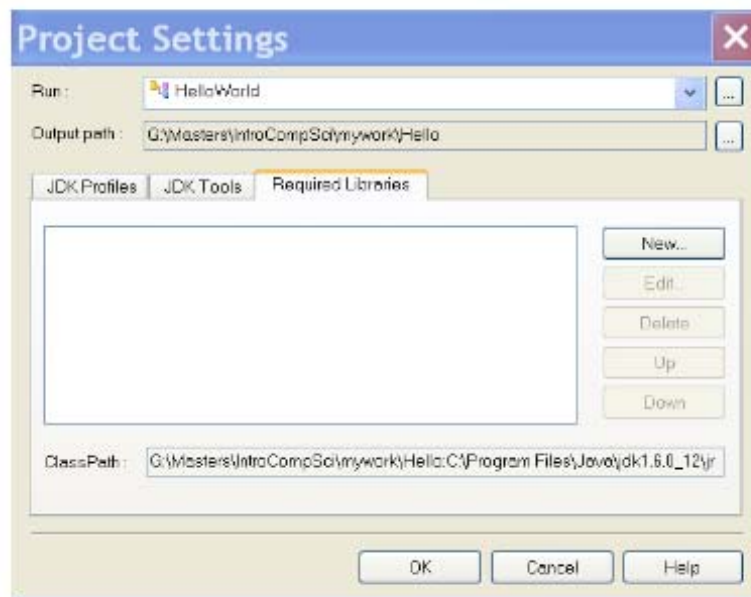 Project Settings
Run :
HelloWorld
...
Output path :
G:\Masters\IntroCompSci\mywork\Hello
...
JDK Profiles
JDK Tools
Required Libraries
New...
Edit...
Delete
Up
Down
ClassPath :
G:\Masters\IntroCompSci\mywork\Hello;C:\Program Files\Java\jdk1.6.0_12\jr
OK
Cancel
Help